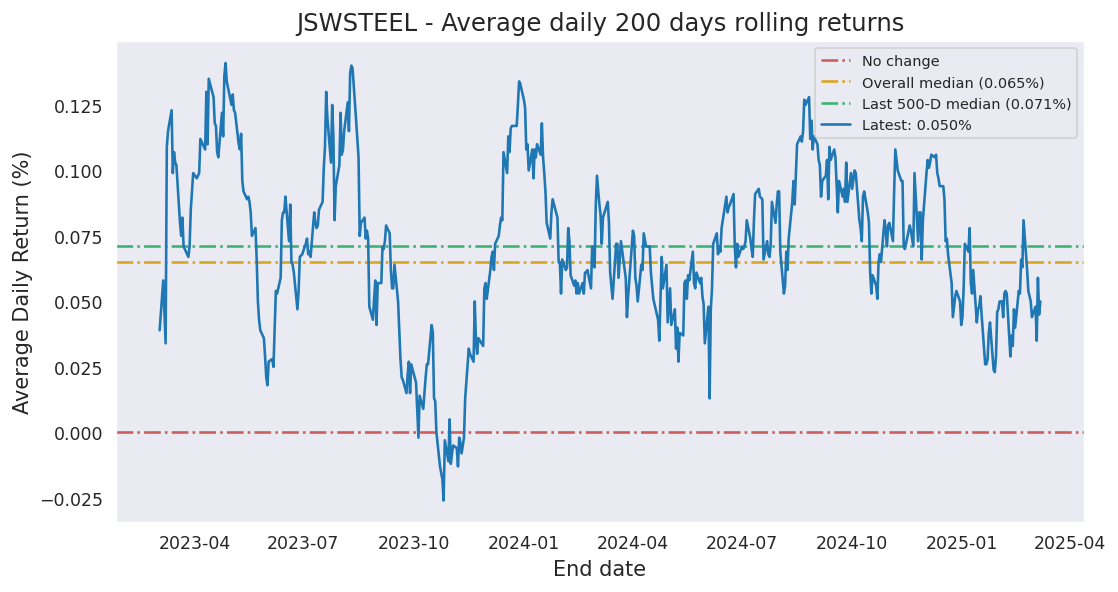 JSWSTEEL - Average daily 200 days rolling returns
No change
Overall median (0.065%)
Last 500-D median (0.071%)
Latest: 0.050%
Average Daily Return (%)
0.125
0.100
0.075
0.050
0.025
0.000
−0.025
2023-04 2023-07 2023-10 2024-01 2024-04 2024-07 2024-10 2025-01 2025-04
End date